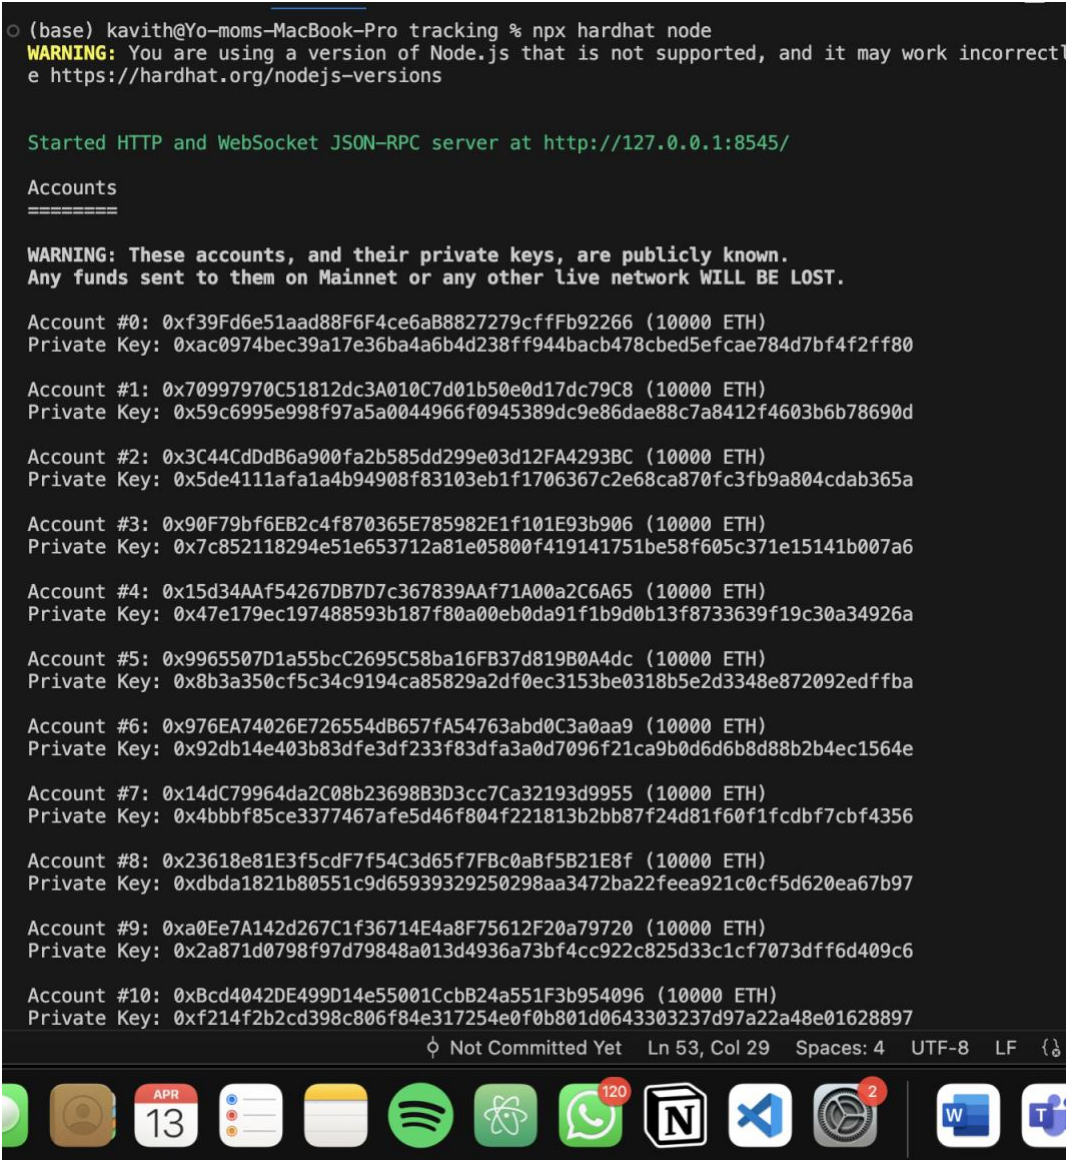 (base) kavith@Yo-moms-MacBook-Pro tracking % npx hardhat node
WARNING: You are using a version of Node.js that is not supported, and it may work incorrectl
e https://hardhat.org/nodejs-versions
Started HTTP and WebSocket JSON-RPC server at http://127.0.0.1:8545/
Accounts
========
WARNING: These accounts, and their private keys, are publicly known.
Any funds sent to them on Mainnet or any other live network WILL BE LOST.
Account #0: 0xf39Fd6e51aad88F6F4ce6aB8827279cffFb92266 (10000 ETH)
Private Key: 0xac0974bec39a17e36ba4a6b4d238ff944bacb478cbed5efcae784d7bf4f2ff80
Account #1: 0x70997970C51812dc3A010C7d01b50e0d17dc79C8 (10000 ETH)
Private Key: 0x59c6995e998f97a5a0044966f0945389dc9e86dae88c7a8412f4603b6b78690d
Account #2: 0x3C44CdDdB6a900fa2b585dd299e03d12FA4293BC (10000 ETH)
Private Key: 0x5de4111afa1a4b94908f83103eb1f1706367c2e68ca870fc3fb9a804cdab365a
Account #3: 0x90F79bf6EB2c4f870365E785982E1f101E93b906 (10000 ETH)
Private Key: 0x7c852118294e51e653712a81e05800f419141751be58f605c371e15141b007a6
Account #4: 0x15d34AAf54267DB7D7c367839AAf71A00a2C6A65 (10000 ETH)
Private Key: 0x47e179ec197488593b187f80a00eb0da91f1b9d0b13f8733639f19c30a34926a
Account #5: 0x9965507D1a55bcC2695C58ba16FB37d819B0A4dc (10000 ETH)
Private Key: 0x8b3a350cf5c34c9194ca85829a2df0ec3153be0318b5e2d3348e872092edffba
Account #6: 0x976EA74026E726554dB657fA54763abd0C3a0aa9 (10000 ETH)
Private Key: 0x92db14e403b83dfe3df233f83dfa3a0d7096f21ca9b0d6d6b8d88b2b4ec1564e
Account #7: 0x14dC79964da2C08b23698B3D3cc7Ca32193d9955 (10000 ETH)
Private Key: 0x4bbbf85ce3377467afe5d46f804f221813b2bb87f24d81f60f1fcdbf7cbf4356
Account #8: 0x23618e81E3f5cdF7f54C3d65f7FBc0aBf5B21E8f (10000 ETH)
Private Key: 0xdbda1821b80551c9d65939329250298aa3472ba22feea921c0cf5d620ea67b97
Account #9: 0xa0Ee7A142d267C1f36714E4a8F75612F20a79720 (10000 ETH)
Private Key: 0x2a871d0798f97d79848a013d4936a73bf4cc922c825d33c1cf7073dff6d409c6
Account #10: 0xBcd4042DE499D14e55001CcbB24a551F3b954096 (10000 ETH)
Private Key: 0xf214f2b2cd398c806f84e317254e0f0b801d0643303237d97a22a48e01628897
Not Committed Yet Ln 53, Col 29 Spaces: 4 UTF-8 LF
APR
13
120
N
2
W
T